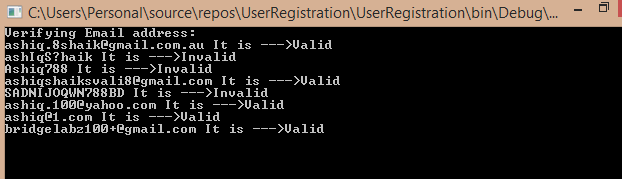 C:\Users\Personal\source\repos\UserRegistration\UserRegistration\bin\Debug\...
Verifying Email address:
ashiq.8shaik@gmail.com.au It is --->Valid
ashIqS?haik It is --->Invalid
Ashiq788 It is --->Invalid
ashiqshaiksvali8@gmail.com It is --->Valid
SADNIJOQWN788BD It is --->Invalid
ashiq.100@yahoo.com It is --->Valid
ashiq@1.com It is --->Valid
bridgelabz100+@gmail.com It is --->Valid